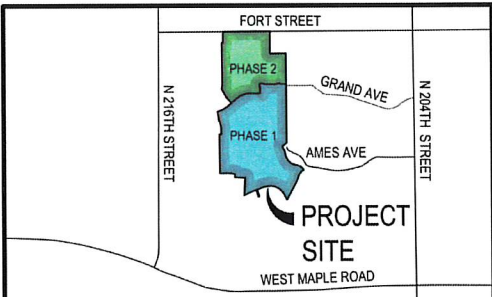 FORT STREET
PHASE 2
GRAND AVE
N 216TH STREET
N 204TH STREET
PHASE 1
AMES AVE
PROJECT
SITE
WEST MAPLE ROAD